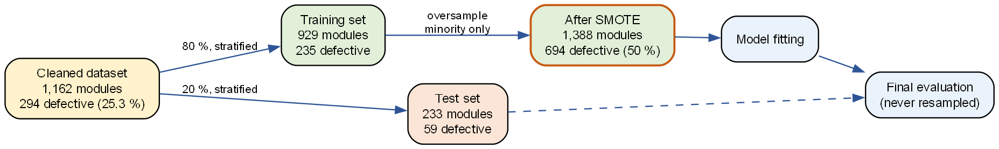 Cleaned dataset
1,162 modules
294 defective (25.3 %)
80 %, stratified
20 %, stratified
Training set
929 modules
235 defective
oversample
minority only
After SMOTE
1,388 modules
694 defective (50 %)
Model fitting
Test set
233 modules
59 defective
Final evaluation
(never resampled)